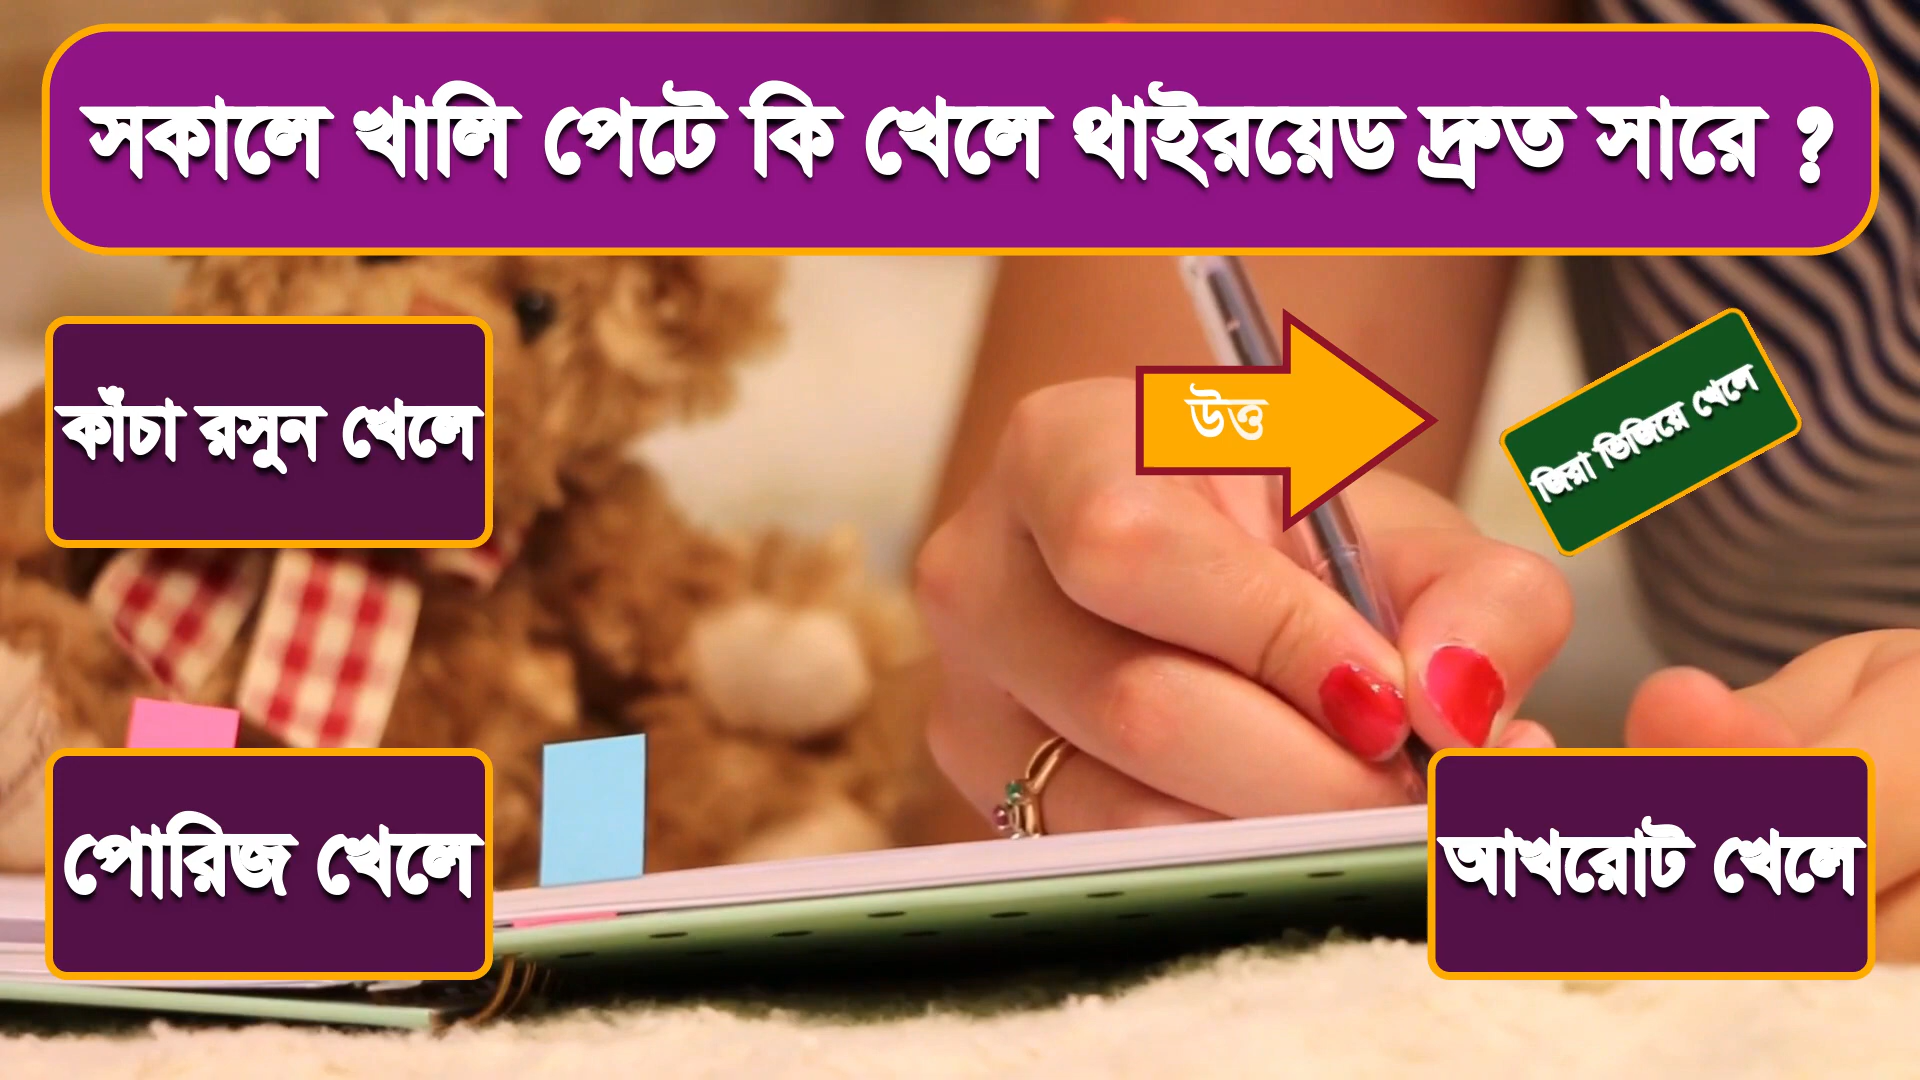 সকালে খালি পেটে কি খেলে থাইরয়েড দ্রুত সারে ?
কাঁচা রসুন খেলে
উত্ত
জিরা ভিজিয়ে খেলে
পোরিজ খেলে
আখরোট খেলে